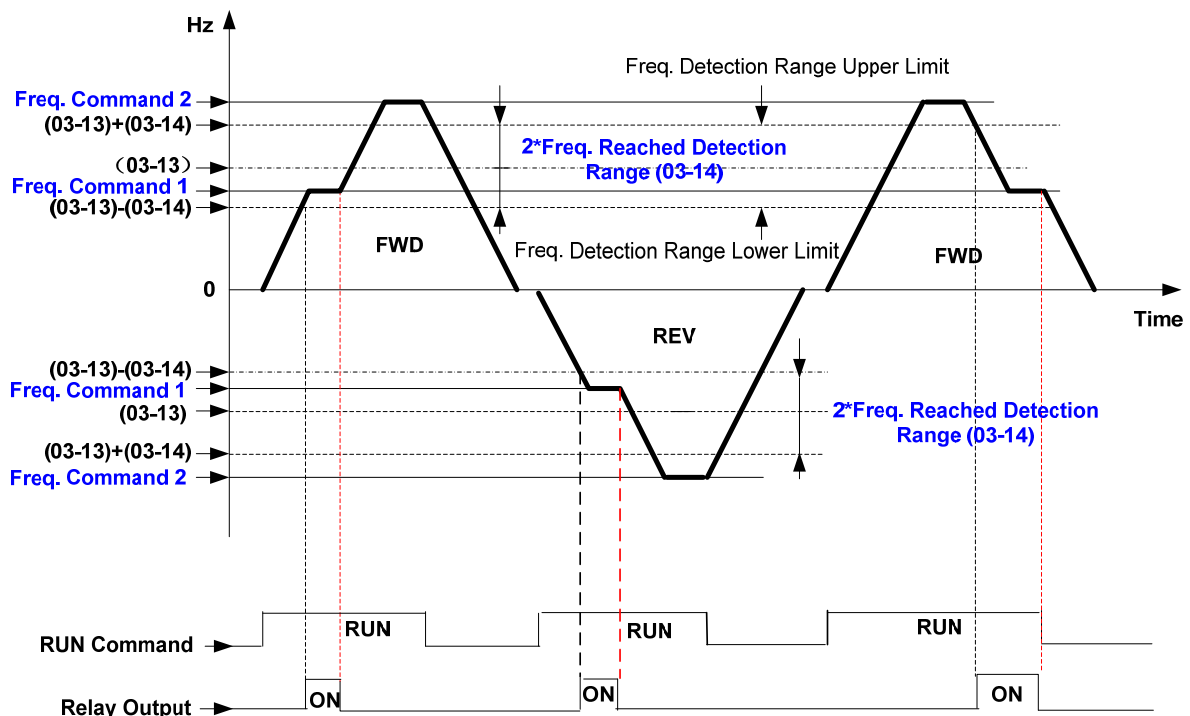 Hz
Freq. Detection Range Upper Limit
Freq. Command 2
(03-13)+(03-14)
2*Freq. Reached Detection
Range (03-14)
（03-13）
Freq. Command 1
(03-13)-(03-14)
FWD
Freq. Detection Range Lower Limit
FWD
0
Time
REV
(03-13)-(03-14)
Freq. Command 1
(03-13)
2*Freq. Reached Detection
Range (03-14)
(03-13)+(03-14)
Freq. Command 2
RUN Command
RUN
RUN
RUN
Relay Output
ON
ON
ON